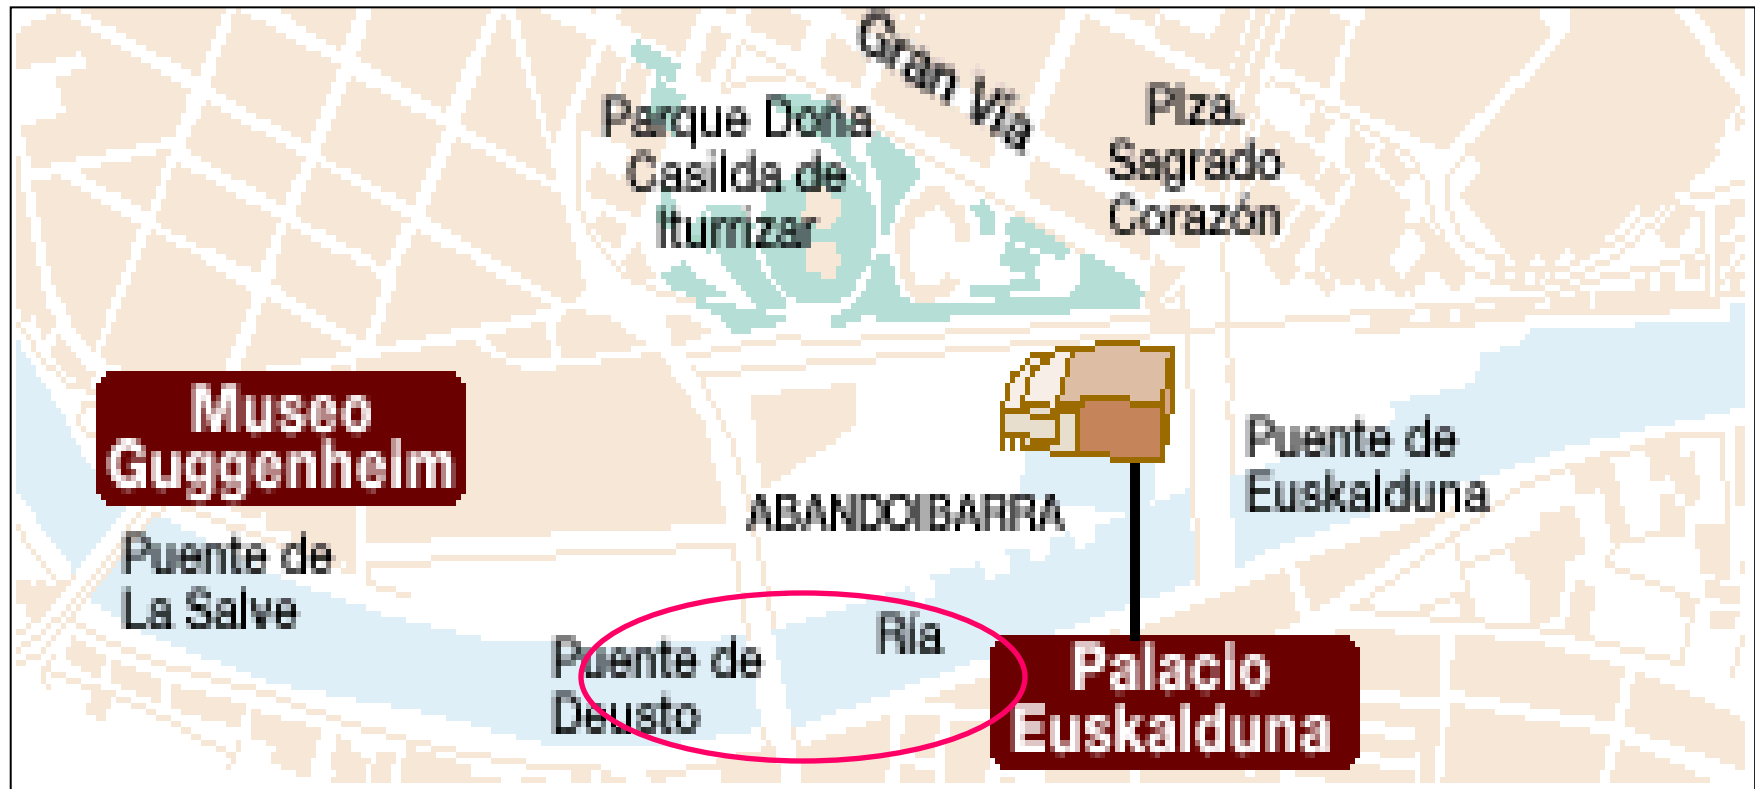 Gran Vía
Parque Doña
Casilda de
Iturrizar
Plza.
Sagrado
Corazón
Museo
Guggenheim
Puente de
Euskalduna
ABANDOIBARRA
Puente de
La Salve
Ría
Puente de
Deusto
Palacio
Euskalduna